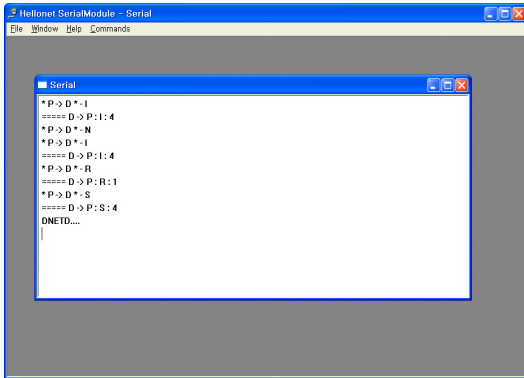 Hellonet SerialModule - Serial
File Window Help Commands
Serial
* P -> D * - I
===== D -> P : I : 4
* P -> D * - N
* P -> D * - I
===== D -> P : I : 4
* P -> D * - R
===== D -> P : R : 1
* P -> D * - S
===== D -> P : S : 4
DNETD....